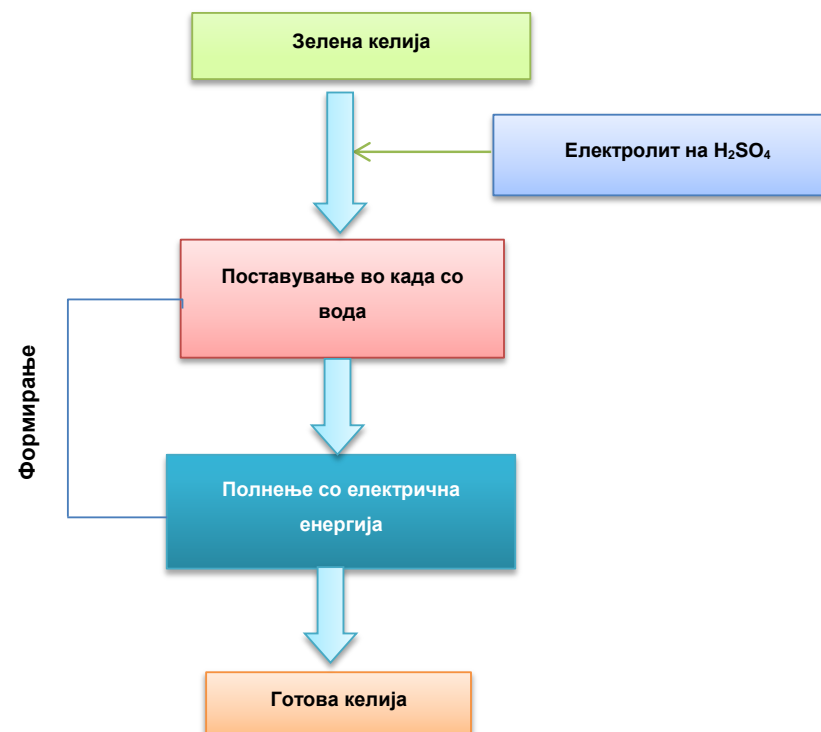 Зелена келија
Електролит на H₂SO₄
Поставување во када со
вода
Формирање
Полнење со електрична
енергија
Готова келија